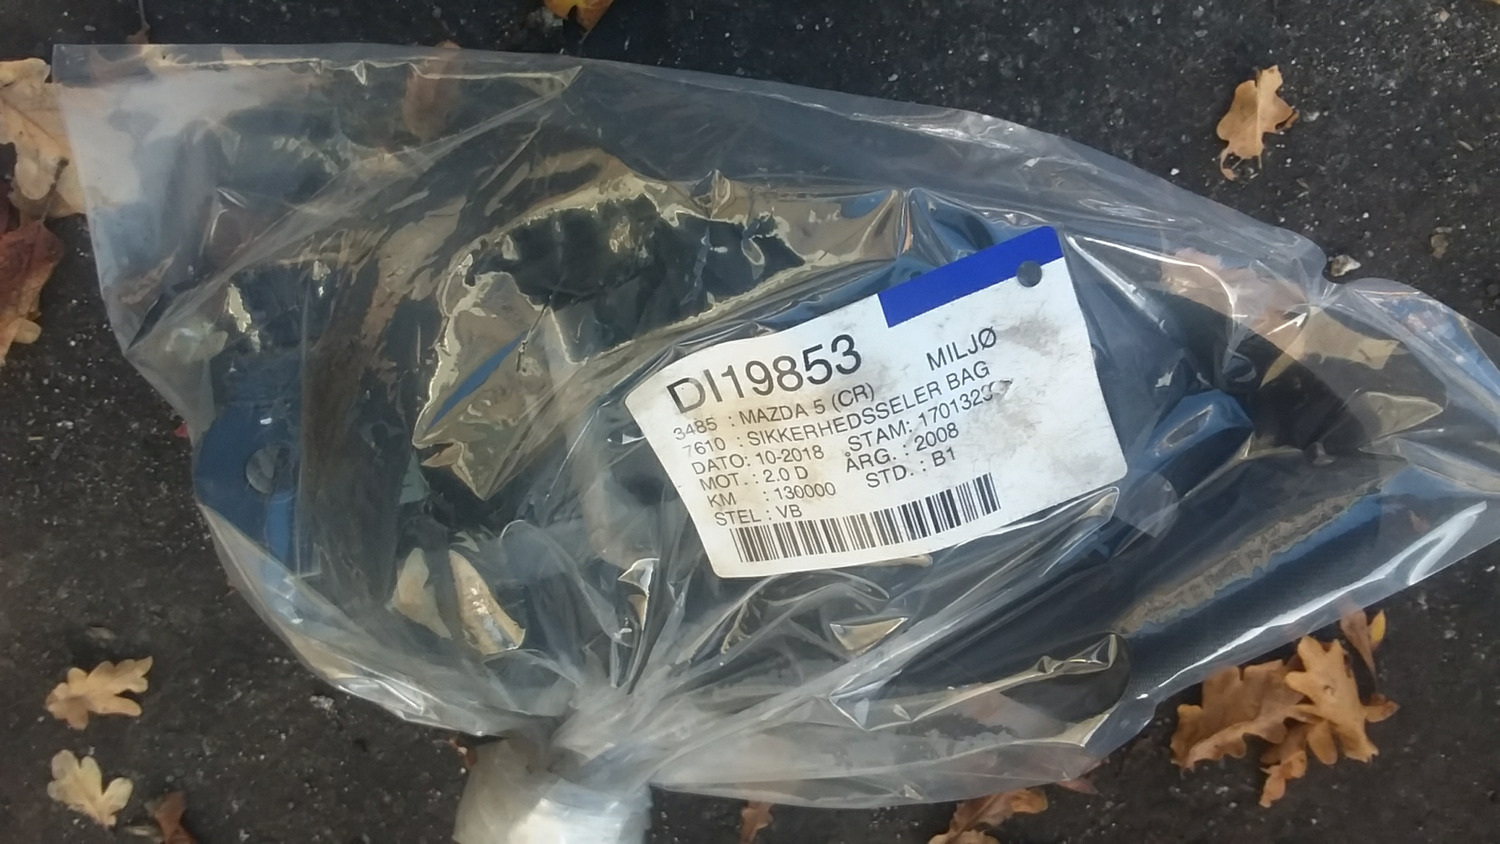 DI19853 MILJØ
3485 : MAZDA 5 (CR)
7610 : SIKKERHEDSSELER BAG
DATO: 10-2018 STAM:
MOT. : 2.0 D ÅRG. : 2008
KM : 130000 STD. : B1
STEL : VB